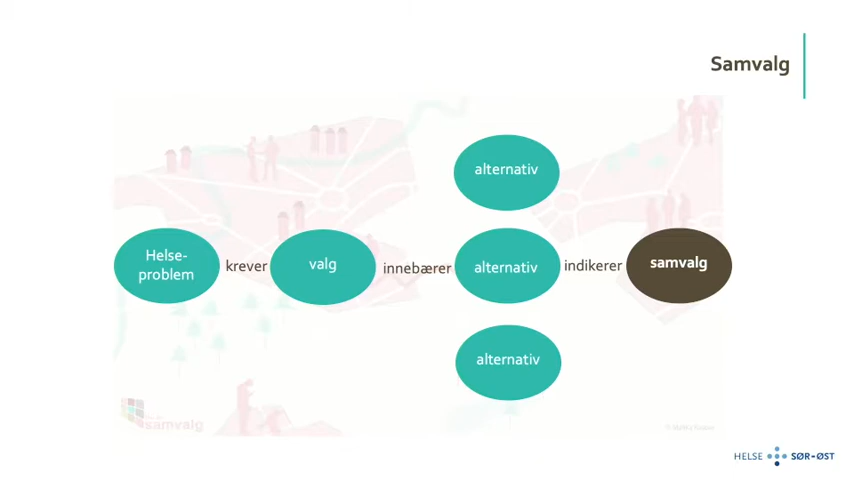 Samvalg
alternativ
Helse-
problem
krever
valg
innebærer
alternativ
indikerer
samvalg
alternativ
samvalg
HELSE SØR-ØST